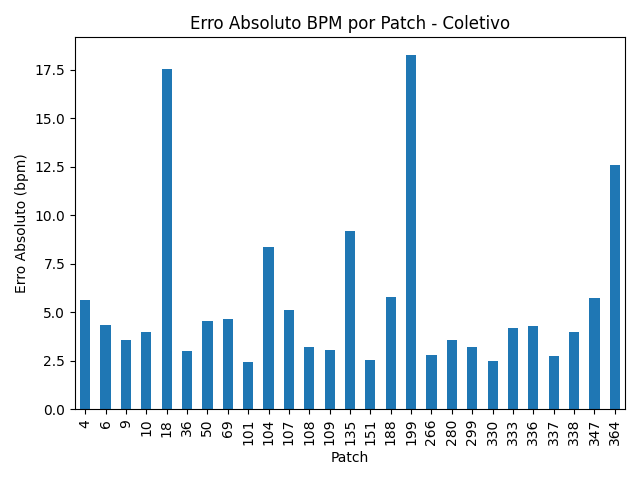 Erro Absoluto BPM por Patch - Coletivo
Erro Absoluto (bpm)
17.5
15.0
12.5
10.0
7.5
5.0
2.5
0.0
4 6 9 10 18 36 50 69 101 104 107 108 109 135 151 188 199 266 280 299 330 333 336 337 338 347 364
Patch